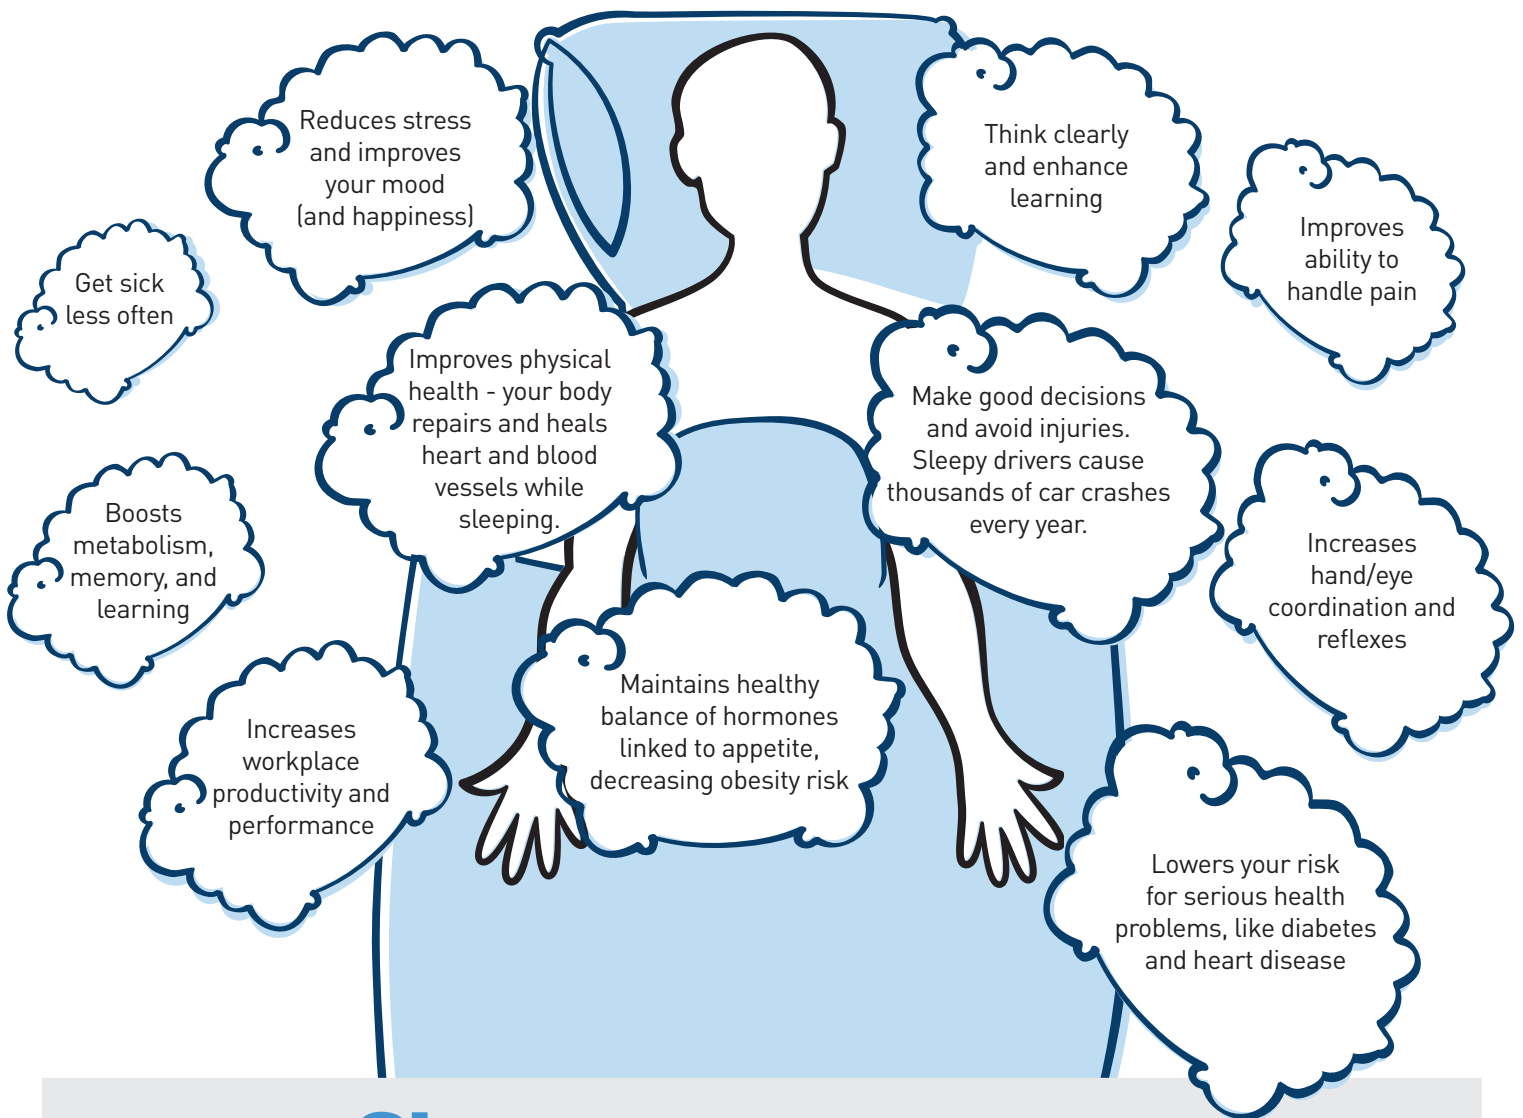 Reduces stress
and improves
your mood
(and happiness)
Think clearly
and enhance
learning
Improves
ability to
handle pain
Get sick
less often
Improves physical
health - your body
repairs and heals
heart and blood
vessels while
sleeping.
Make good decisions
and avoid injuries.
Sleepy drivers cause
thousands of car crashes
every year.
Boosts
metabolism,
memory, and
learning
Increases
hand/eye
coordination and
reflexes
Maintains healthy
balance of hormones
linked to appetite,
decreasing obesity risk
Increases
workplace
productivity and
performance
Lowers your risk
for serious health
problems, like diabetes
and heart disease